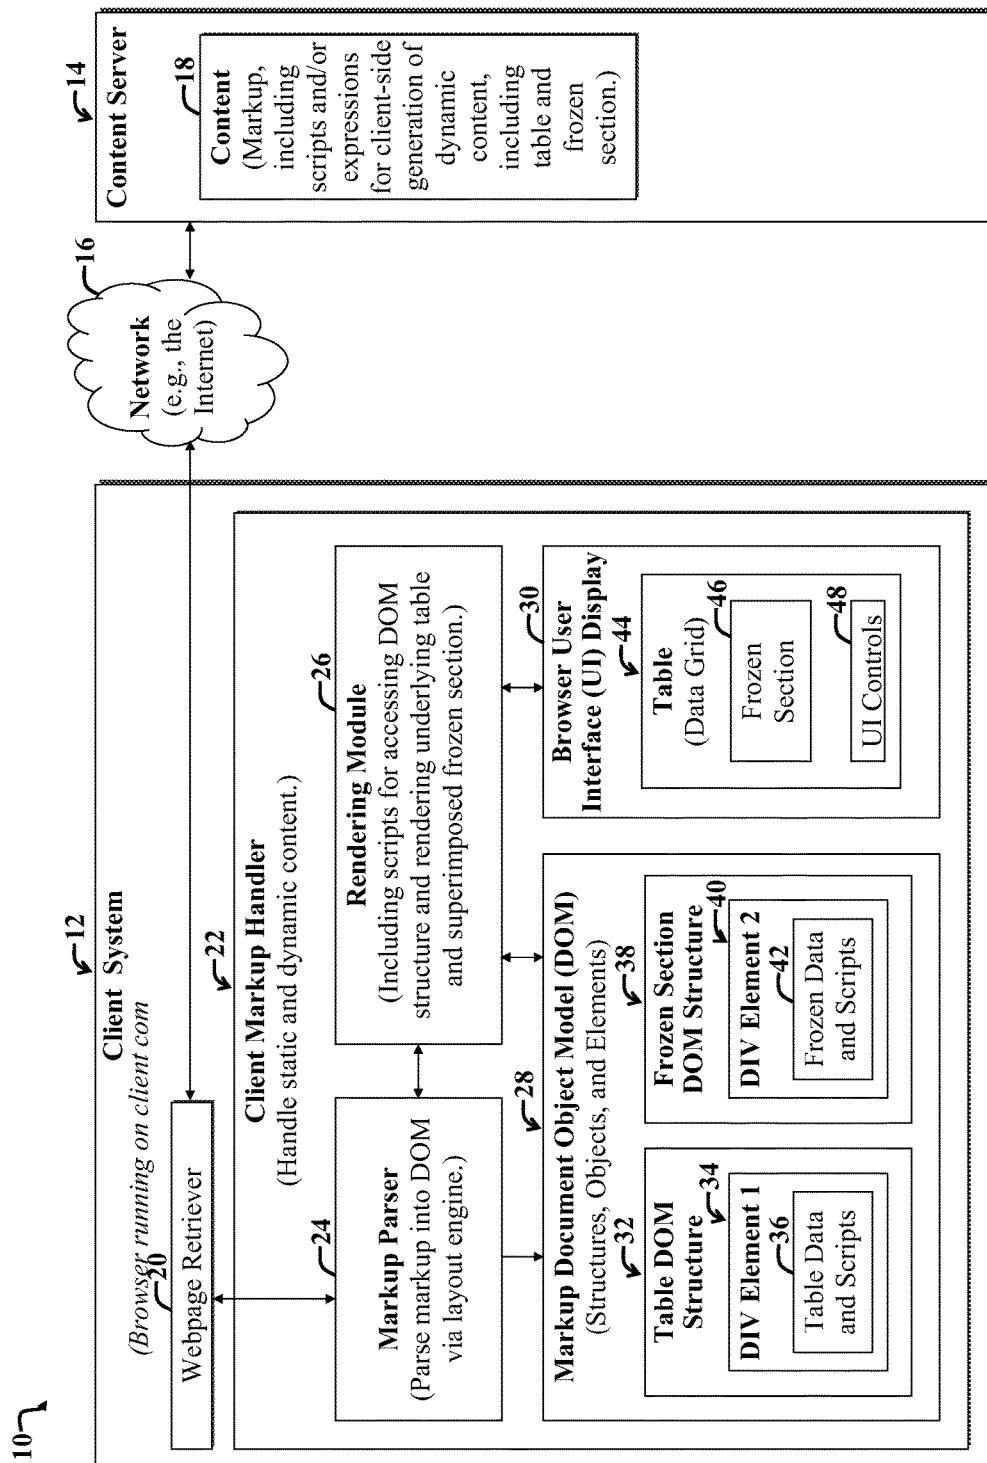 10
12
Client System
(Browser running on client com
20
Webpage Retriever
22
Client Markup Handler
(Handle static and dynamic content.)
24
Markup Parser
(Parse markup into DOM
via layout engine.)
26
Rendering Module
(Including scripts for accessing DOM
structure and rendering underlying table
and superimposed frozen section.)
28
Markup Document Object Model (DOM)
(Structures, Objects, and Elements)
32
Table DOM
Structure
34
DIV Element 1
36
Table Data
and Scripts
38
Frozen Section
DOM Structure
40
DIV Element 2
42
Frozen Data
and Scripts
30
Browser User
Interface (UI) Display
44
Table
(Data Grid)
46
Frozen
Section
48
UI Controls
16
Network
(e.g., the
Internet)
14
Content Server
18
Content
(Markup,
including
scripts and/or
expressions
for client-side
generation of
dynamic
content,
including
table and
frozen
section.)